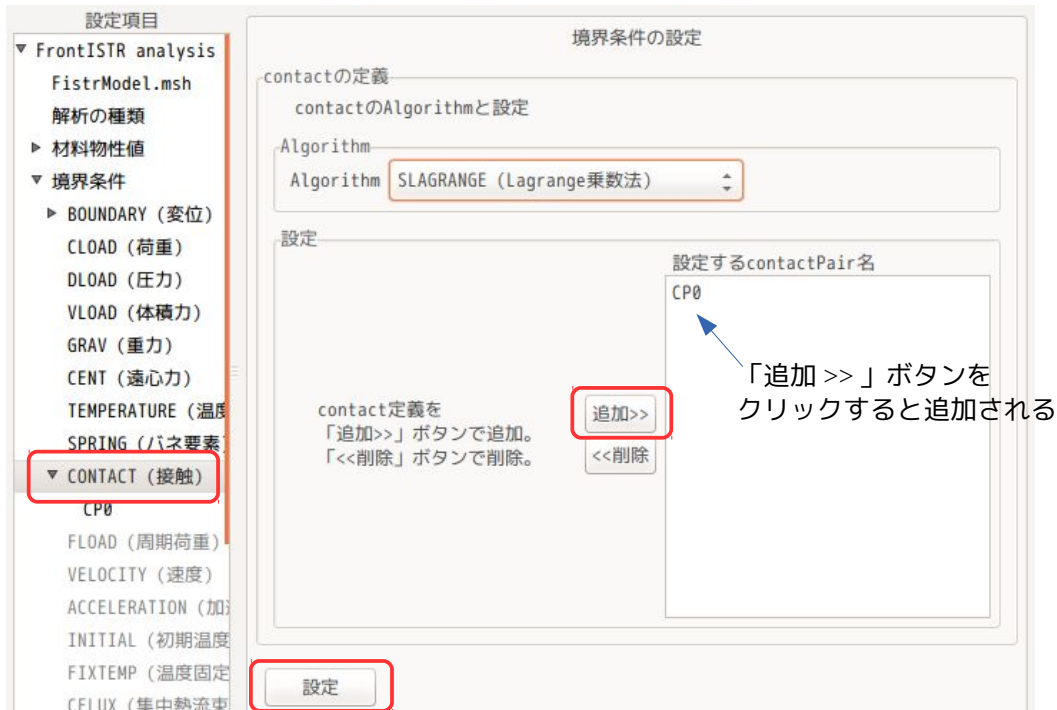 設定項目
FrontISTR analysis
FistrModel.msh
解析の種類
材料物性値
境界条件
BOUNDARY (変位)
CLOAD (荷重)
DLOAD (圧力)
VLOAD (体積力)
GRAV (重力)
CENT (遠心力)
TEMPERATURE (温度
SPRING (バネ要素)
CONTACT (接触)
CP0
FLOAD (周期荷重)
VELOCITY (速度)
ACCELERATION (加速
INITIAL (初期温度
FIXTEMP (温度固定
CFLUX (集中熱流束
境界条件の設定
contactの定義
contactのAlgorithmと設定
Algorithm
Algorithm SLAGRANGE (Lagrange乗数法)
設定
設定するcontactPair名
CP0
contact定義を
「追加>>」ボタンで追加。
「<<削除」ボタンで削除。
追加>>
<<削除
「追加 >> 」ボタンを
クリックすると追加される
設定